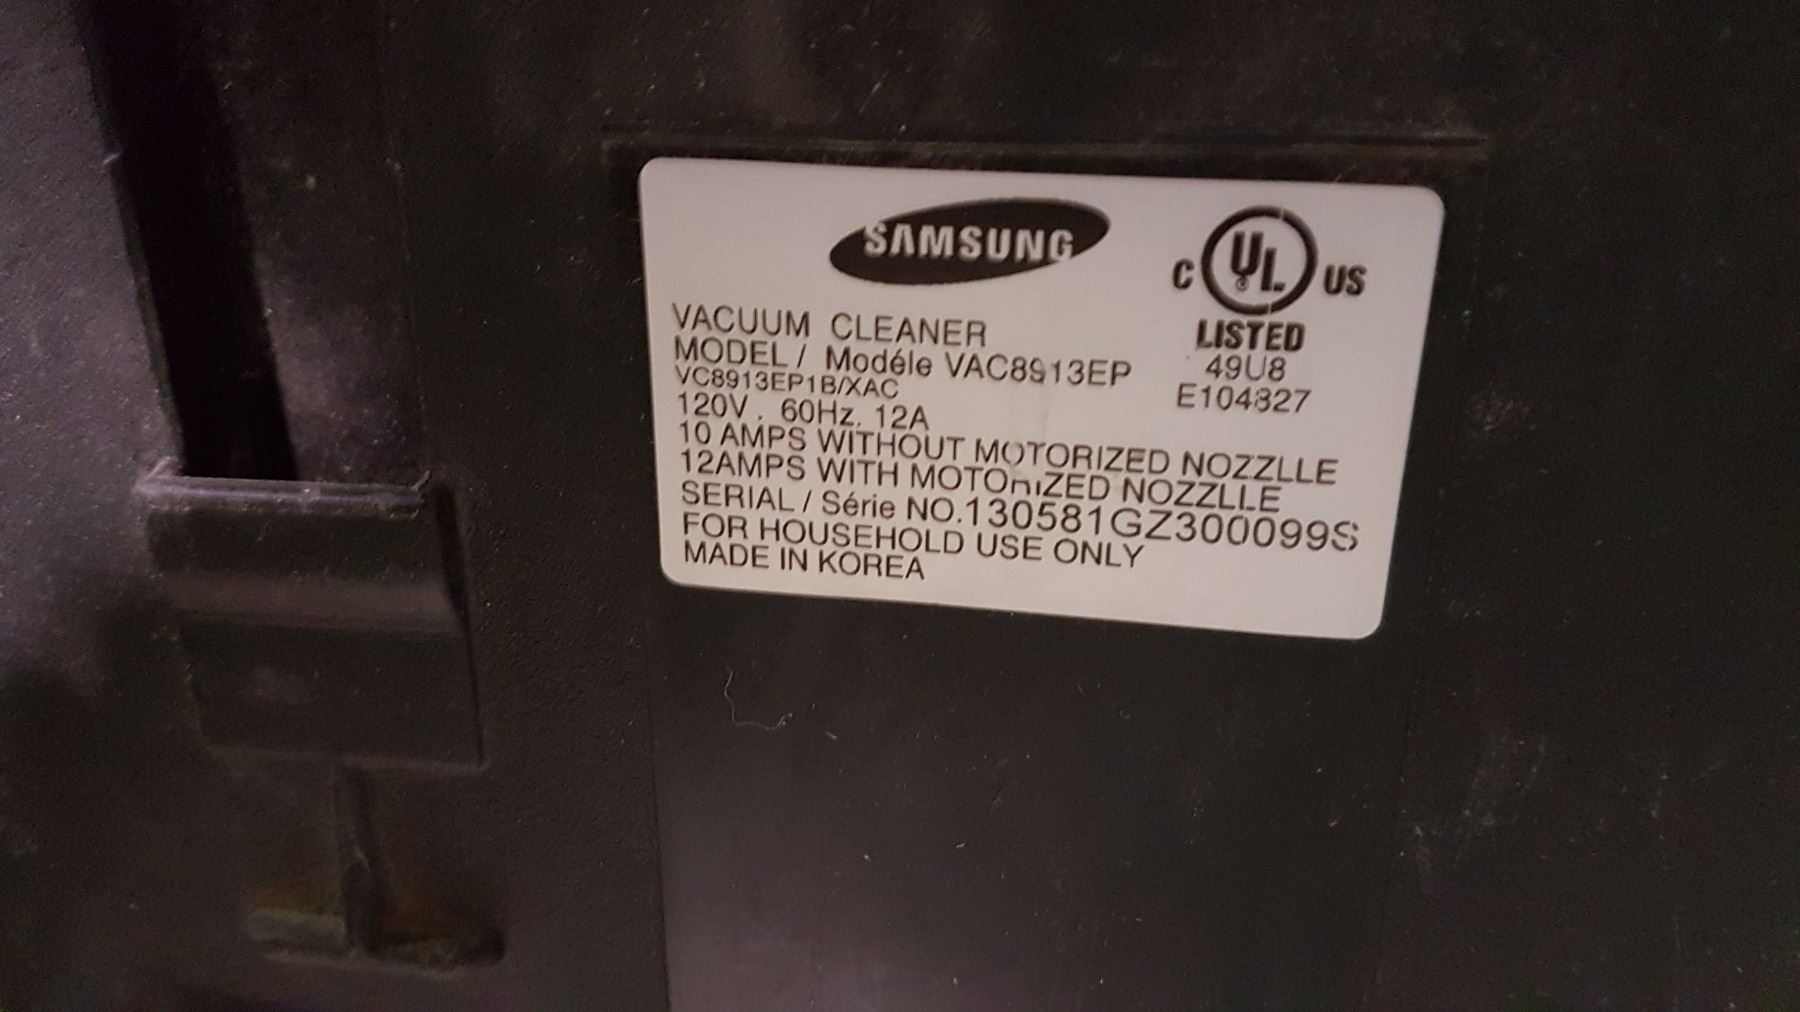 SAMSUNG
C UL US
LISTED
49U8
E104827
VACUUM CLEANER
MODEL / Modéle VAC8913EP
VC8913EP1B/XAC
120V . 60Hz. 12A
10 AMPS WITHOUT MOTORIZED NOZZLLE
12AMPS WITH MOTORIZED NOZZLLE
SERIAL / Série NO.130581GZ300099S
FOR HOUSEHOLD USE ONLY
MADE IN KOREA